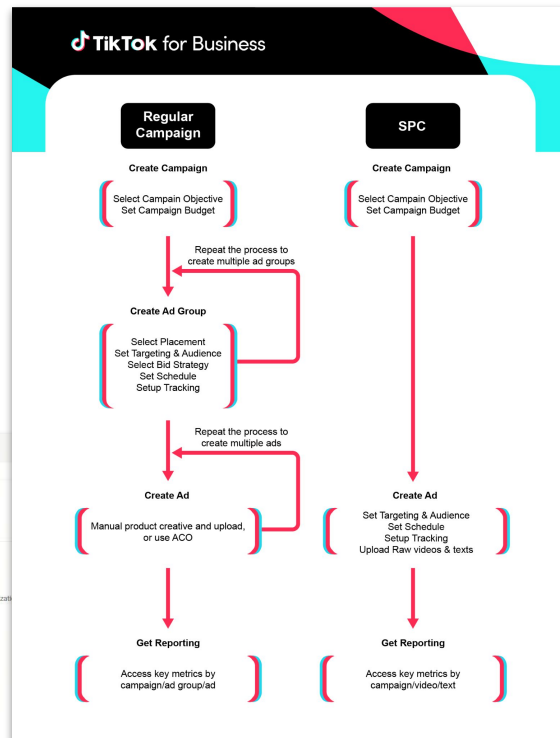 TikTok for Business
Regular
Campaign
Create Campaign
Select Campain Objective
Set Campaign Budget
Repeat the process to
create multiple ad groups
Create Ad Group
Select Placement
Set Targeting & Audience
Select Bid Strategy
Set Schedule
Setup Tracking
Repeat the process to
create multiple ads
Create Ad
Manual product creative and upload,
or use ACO
Get Reporting
Access key metrics by
campaign/ad group/ad
SPC
Create Campaign
Select Campain Objective
Set Campaign Budget
Create Ad
Set Targeting & Audience
Set Schedule
Setup Tracking
Upload Raw videos & texts
Get Reporting
Access key metrics by
campaign/video/text